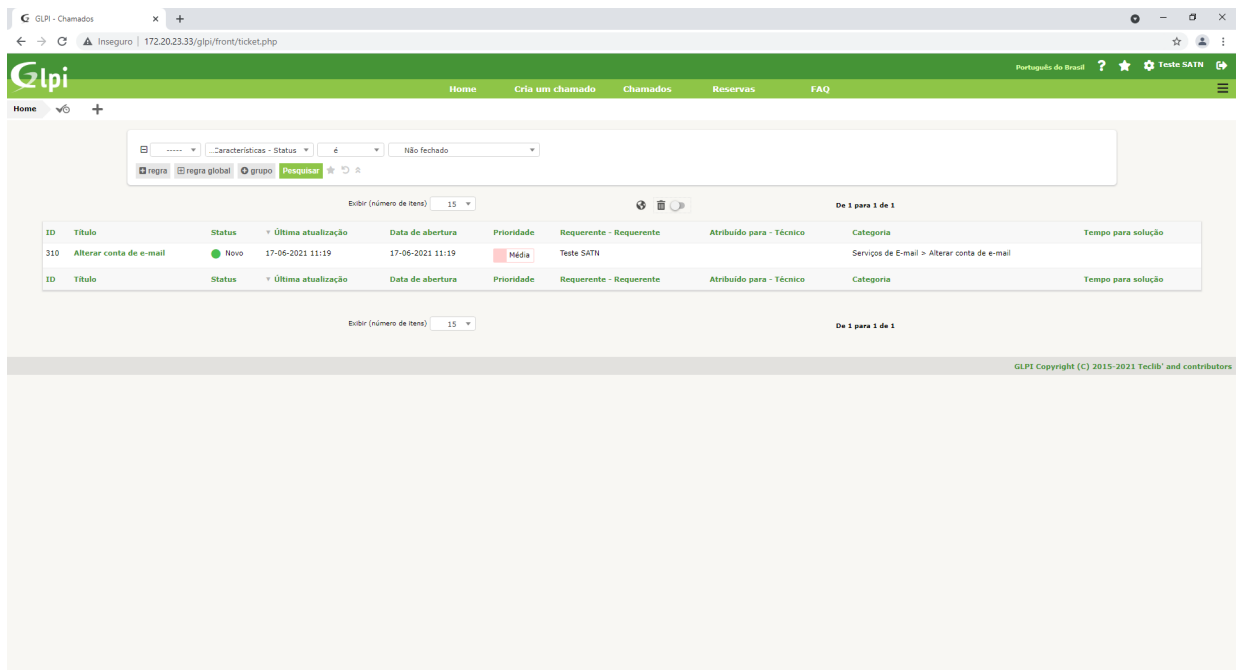 GLPI - Chamados
Inseguro | 172.20.23.33/glpi/front/ticket.php
Glpi
Português do Brasil ? Teste SATN
Home Cria um chamado Chamados Reservas FAQ
Home
----- ...Características - Status é Não fechado
regra regra global grupo Pesquisar
Exibir (número de itens) 15 De 1 para 1 de 1
ID Título Status Última atualização Data de abertura Prioridade Requerente - Requerente Atribuído para - Técnico Categoria Tempo para solução
310 Alterar conta de e-mail Novo 17-06-2021 11:19 17-06-2021 11:19 Média Teste SATN Serviços de E-mail > Alterar conta de e-mail
ID Título Status Última atualização Data de abertura Prioridade Requerente - Requerente Atribuído para - Técnico Categoria Tempo para solução
Exibir (número de itens) 15 De 1 para 1 de 1
GLPI Copyright (C) 2015-2021 Teclib' and contributors